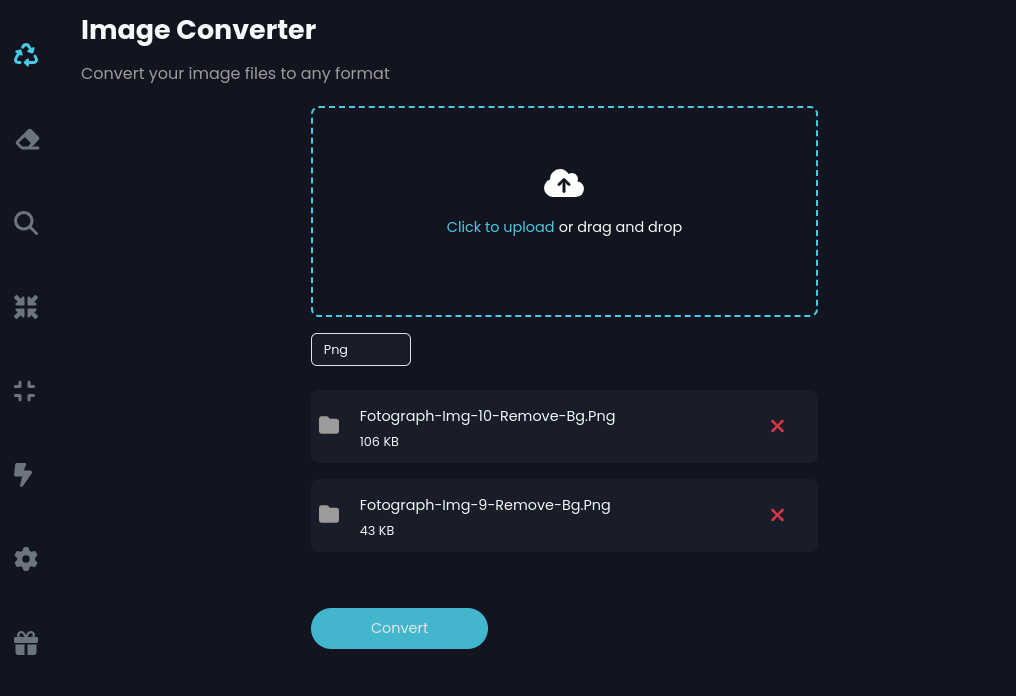 Image Converter
Convert your image files to any format
Click to upload or drag and drop
Png
Fotograph-Img-10-Remove-Bg.Png
106 KB
Fotograph-Img-9-Remove-Bg.Png
43 KB
Convert